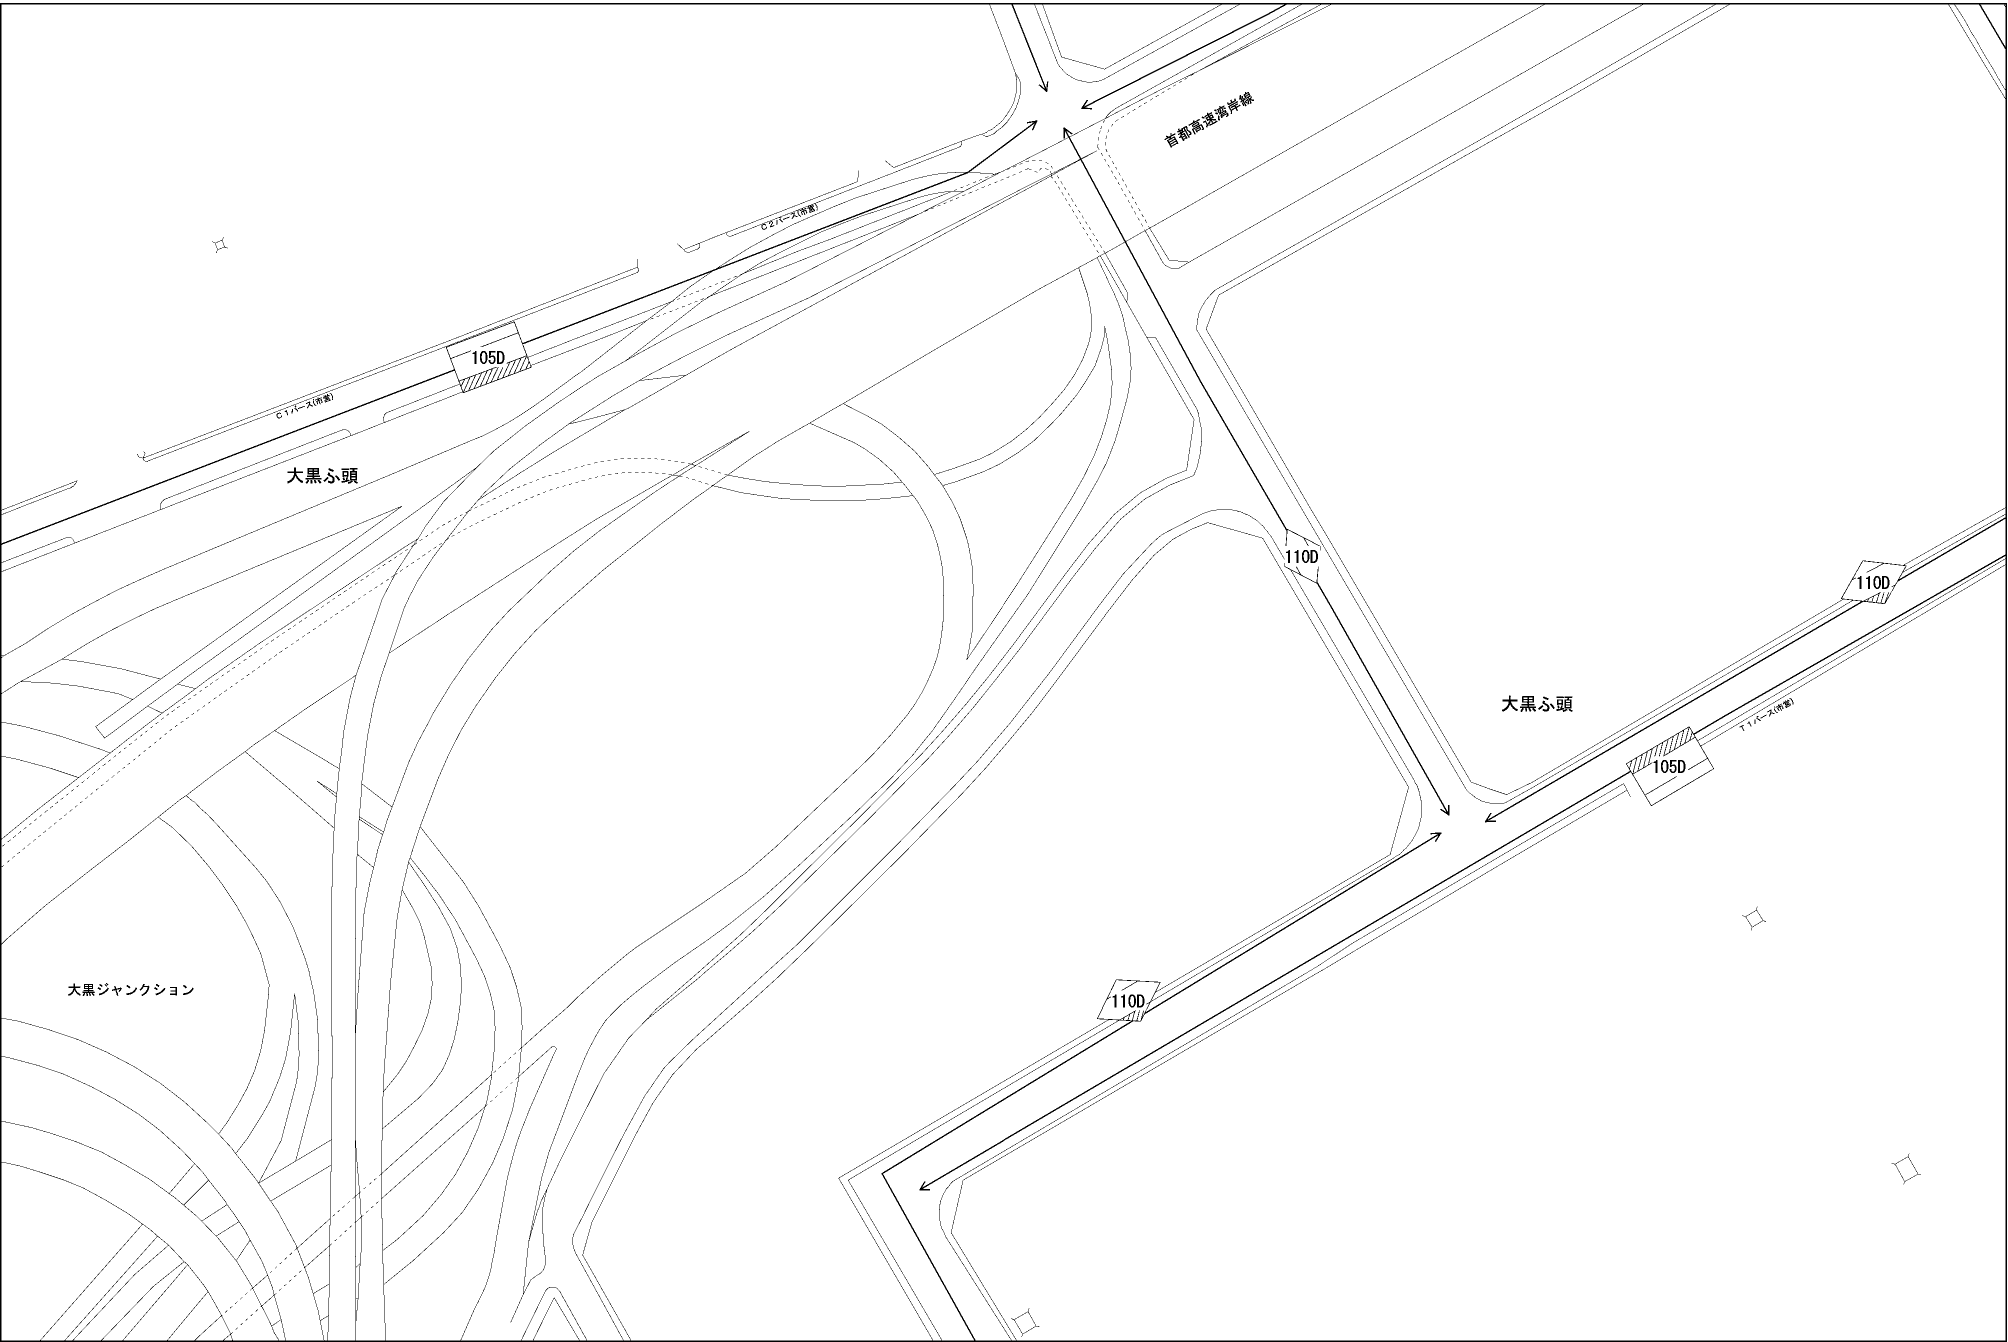 首都高速湾岸線
C2バース(市営)
105D
C1バース(市営)
大黒ふ頭
110D
110D
大黒ふ頭
T1バース(市営)
105D
大黒ジャンクション
110D